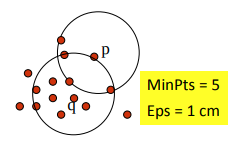 p
MinPts = 5
Eps = 1 cm
q